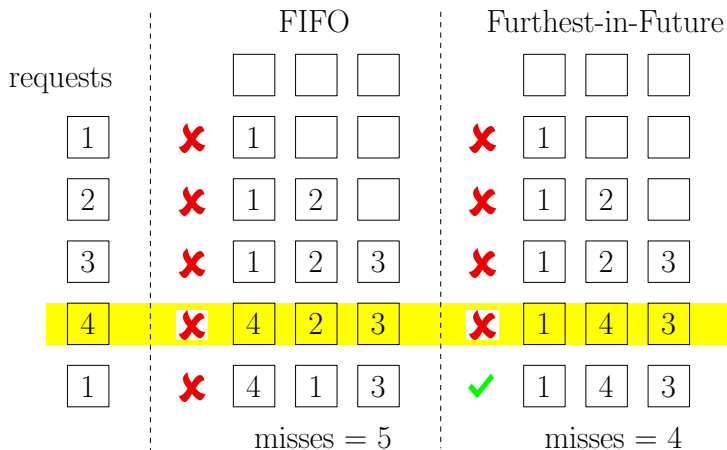 FIFO Furthest-in-Future
requests
1 1 1
2 1 2 1 2
3 1 2 3 1 2 3
4 4 2 3 1 4 3
1 4 1 3 1 4 3
misses = 5 misses = 4